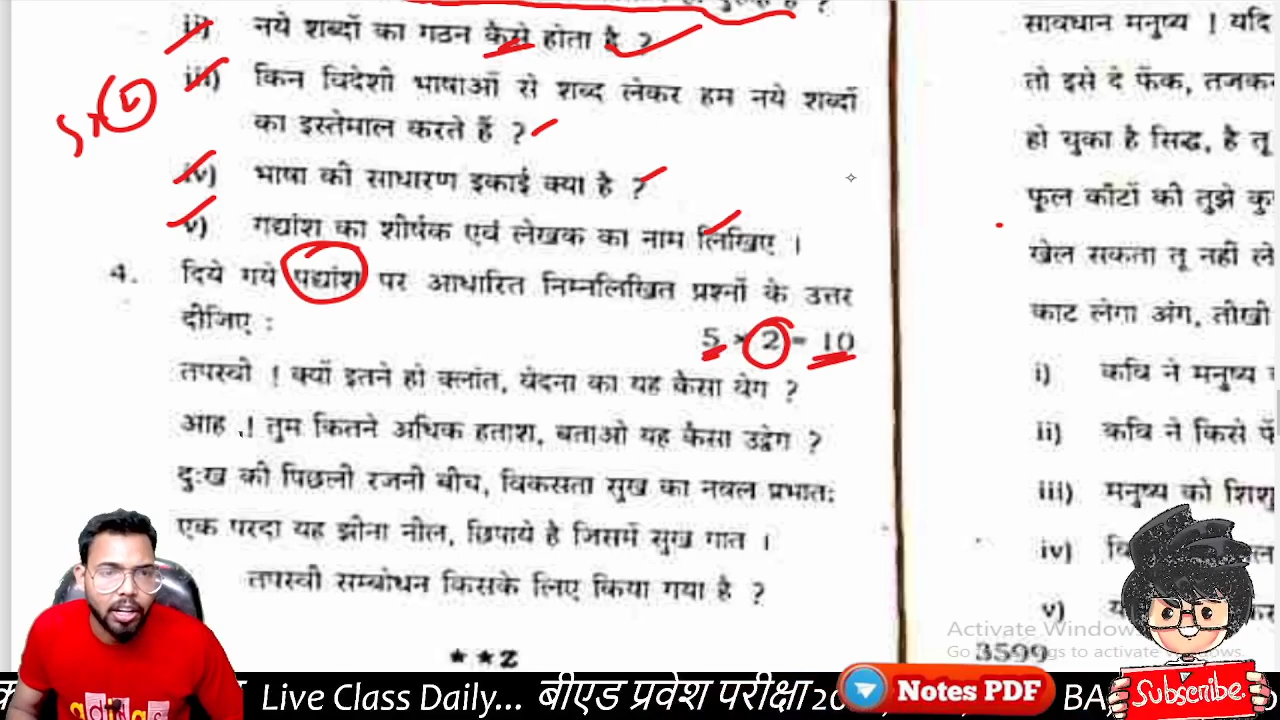 ii) नये शब्दों का गठन कैसे होता है ?
iii) किन विदेशी भाषाओं से शब्द लेकर हम नये शब्दों
का इस्तेमाल करते हैं ?
iv) भाषा की साधारण इकाई क्या है ?
v) गद्यांश का शीर्षक एवं लेखक का नाम लिखिए ।
4. दिये गये पद्यांश पर आधारित निम्नलिखित प्रश्नों के उत्तर
दीजिए :
5 × 2 = 10
तपस्वी ! क्यों इतने हो क्लांत, वेदना का यह कैसा वेग ?
आह ! तुम कितने अधिक हताश, बताओ यह कैसा उद्वेग ?
दुःख की पिछली रजनी बीच, विकसता सुख का नवल प्रभात:
एक परदा यह झीना नील, छिपाये है जिसमें सुख गात ।
तपस्वी सम्बोधन किसके लिए किया गया है ?
★ ★ 2
सावधान मनुष्य ! यदि
तो इसे दे फेंक, तजकर
हो चुका है सिद्ध, है तू
फूल काँटों की तुझे कु
खेल सकता तू नहीं ले
काट लेगा अंग, तीखी
i) कवि ने मनुष्य
ii) कवि ने किसे फें
iii) मनुष्य को शिशु
iv)
v)
3599
Activate Windows
Go to Settings to activate Windows.
Live Class Daily... बीएड प्रवेश परीक्षा
Notes PDF
BA
Subscribe